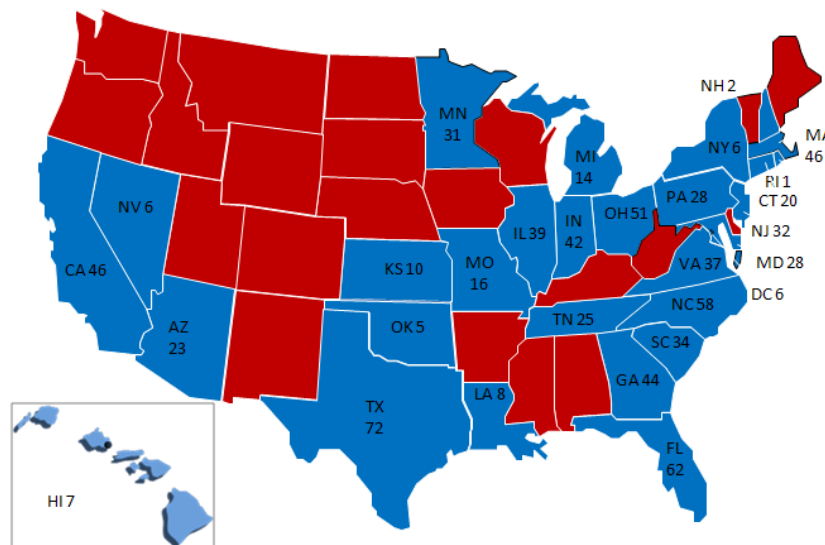 NH 2
MN
31
MA
46
NY 6
MI
14
RI 1
CT 20
PA 28
NV 6
OH 51
IN
42
IL 39
NJ 32
CA 46
KS 10
MO
16
VA 37
MD 28
DC 6
NC 58
TN 25
AZ
23
OK 5
SC 34
GA 44
LA 8
TX
72
FL
62
HI 7